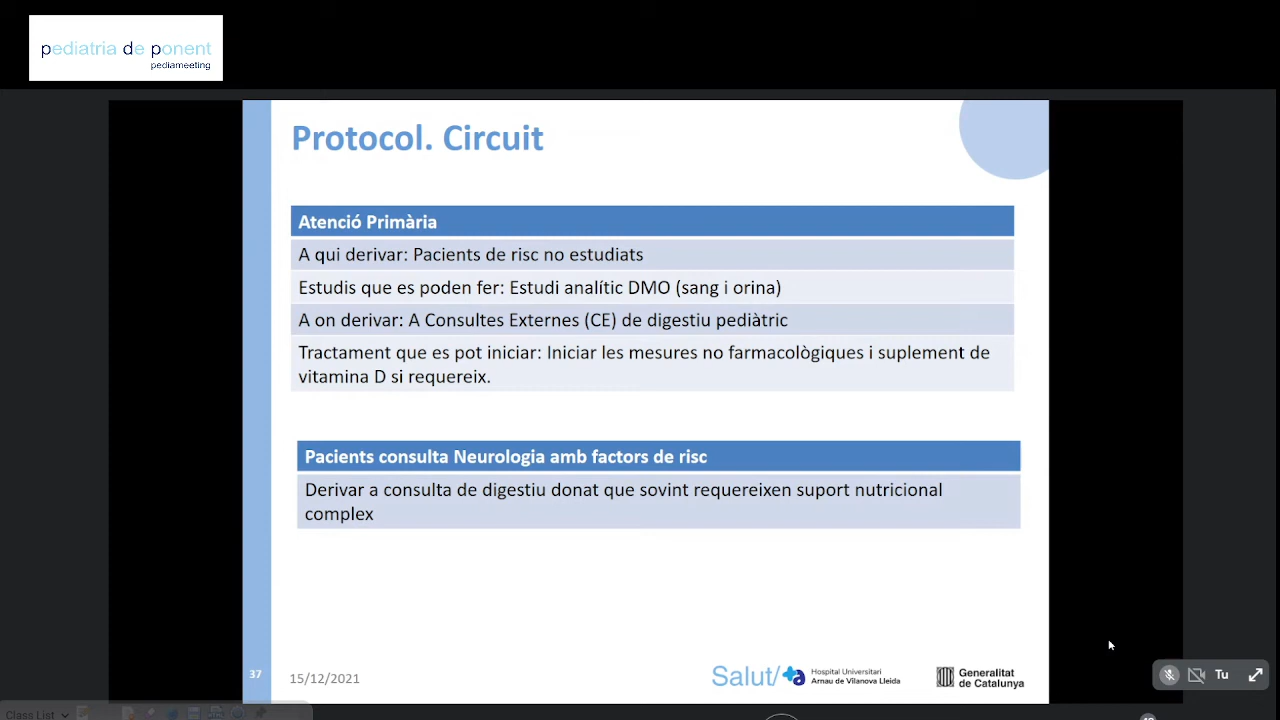 pediatria de ponent
pediameeting
Protocol. Circuit
Atenció Primària
A qui derivar: Pacients de risc no estudiats
Estudis que es poden fer: Estudi analític DMO (sang i orina)
A on derivar: A Consultes Externes (CE) de digestiu pediàtric
Tractament que es pot iniciar: Iniciar les mesures no farmacològiques i suplement de
vitamina D si requereix.
Pacients consulta Neurologia amb factors de risc
Derivar a consulta de digestiu donat que sovint requereixen suport nutricional
complex
37
15/12/2021
Salut/
Hospital Universitari
Arnau de Vilanova Lleida
Generalitat
de Catalunya
Tu
Class List